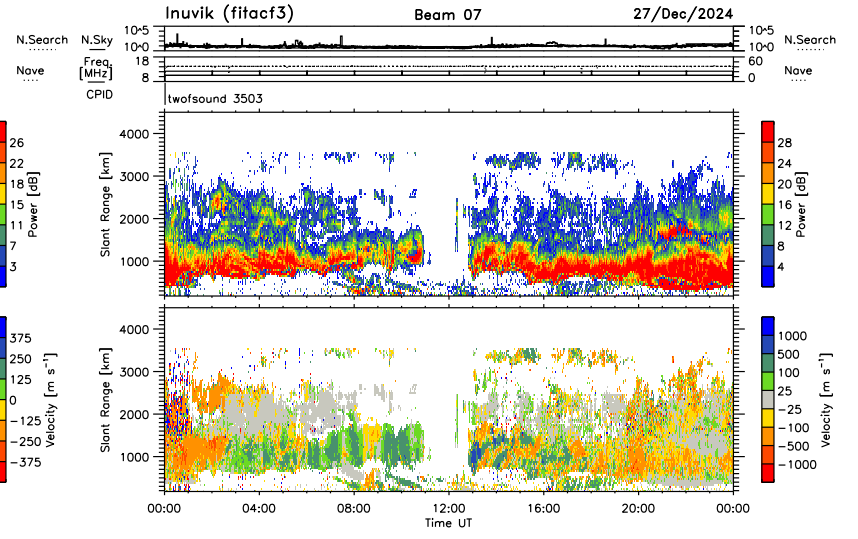 Inuvik (fitacf3) Beam 07 27/Dec/2024
N.Search N.Sky 10^5 10^0 10^5 10^0 N.Search
Nave Freq. [MHz] 18 8 60 0 Nave
CPID twofsound 3503
Power [dB] 26 22 18 15 11 7 3
Slant Range [km] 4000 3000 2000 1000
28 24 20 16 12 8 4 Power [dB]
Velocity [m s⁻¹] 375 250 125 0 −125 −250 −375
Slant Range [km] 4000 3000 2000 1000
1000 500 100 25 −25 −100 −500 −1000 Velocity [m s⁻¹]
00:00 04:00 08:00 12:00 16:00 20:00 00:00
Time UT